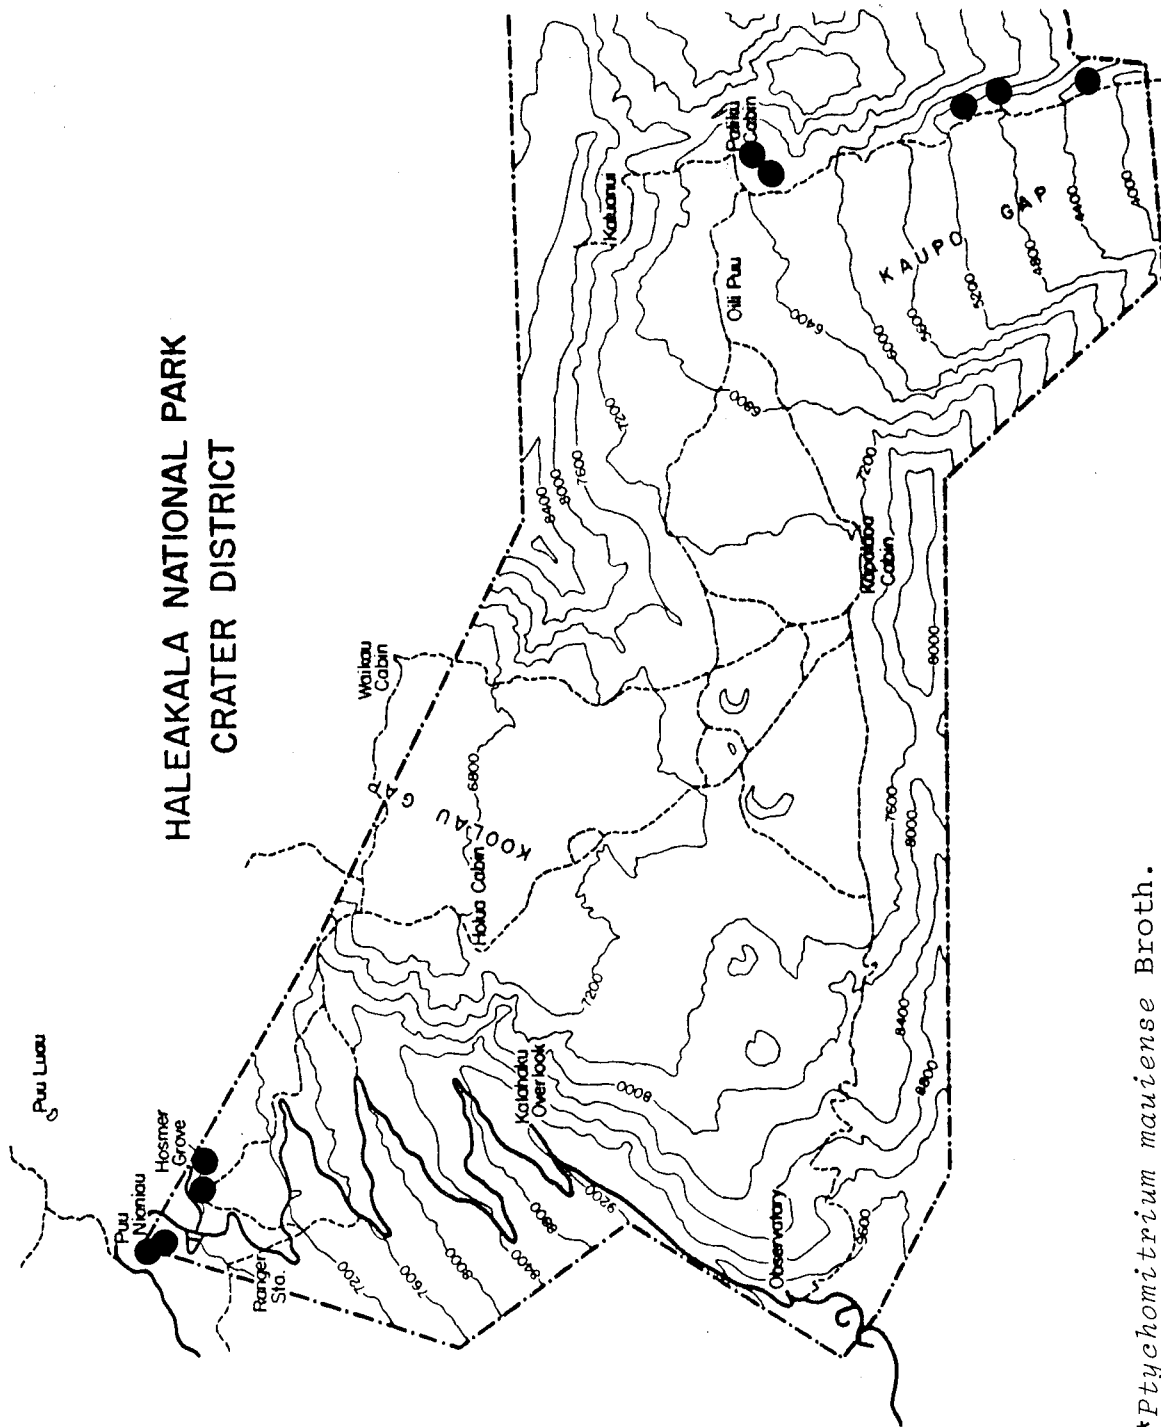 HALEAKALA NATIONAL PARK
CRATER DISTRICT
Puu Luau
Puu
Nianiau
Hosmer
Grove
Ranger
Sta.
7200
7600
8000
8400
8800
9200
Kalahaku
Overlook
Observatory
9600
8000
7200
Holua Cabin
KOOLAU GAP
6800
Waikau
Cabin
8400
8000
7600
7200
6800
Kapalaoa
Cabin
7200
8000
7600
8000
8400
8800
Kaluanui
Oili Puu
Paliku
Cabin
6400
6000
5600
5200
4800
4400
4000
KAUPO GAP
*Ptychomitrium mauiense Broth.